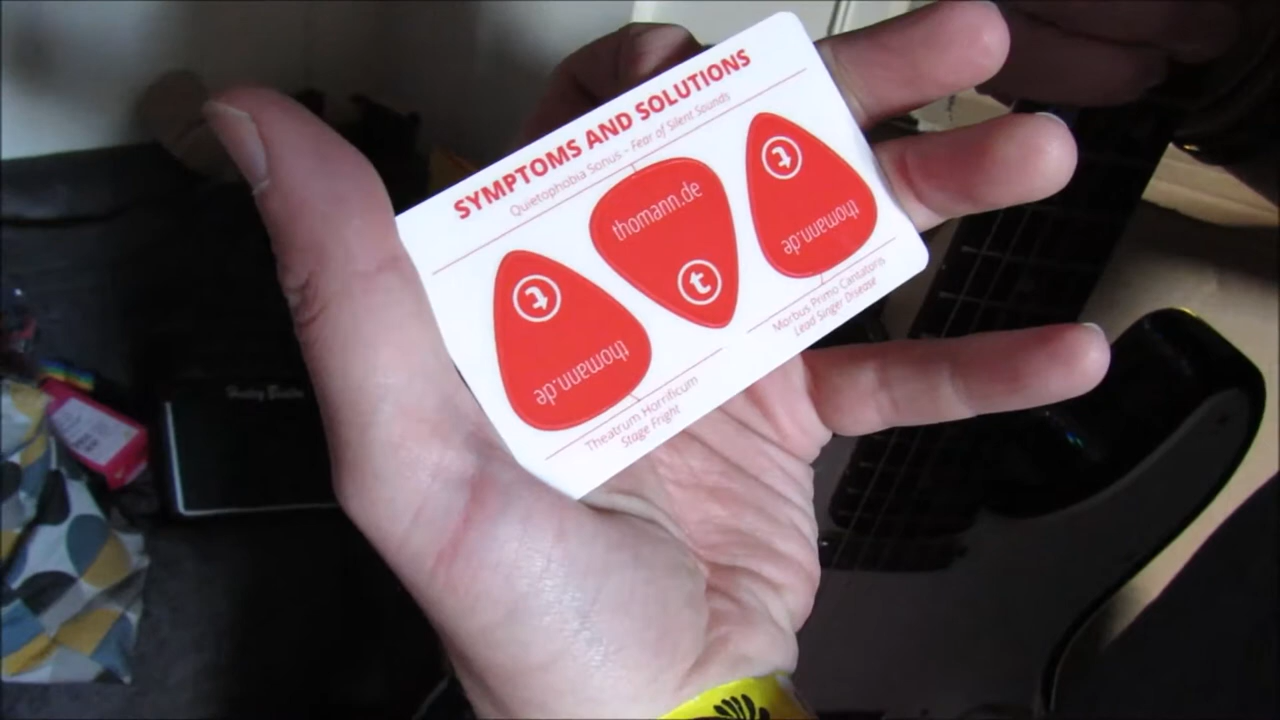 SYMPTOMS AND SOLUTIONS
Quietophobia Sonus - Fear of Silent Sounds
t
thomann.de
thomann.de
t
t
thomann.de
Theatrum Horrificum
Stage Fright
Morbus Primo Cantatoris
Lead Singer Disease